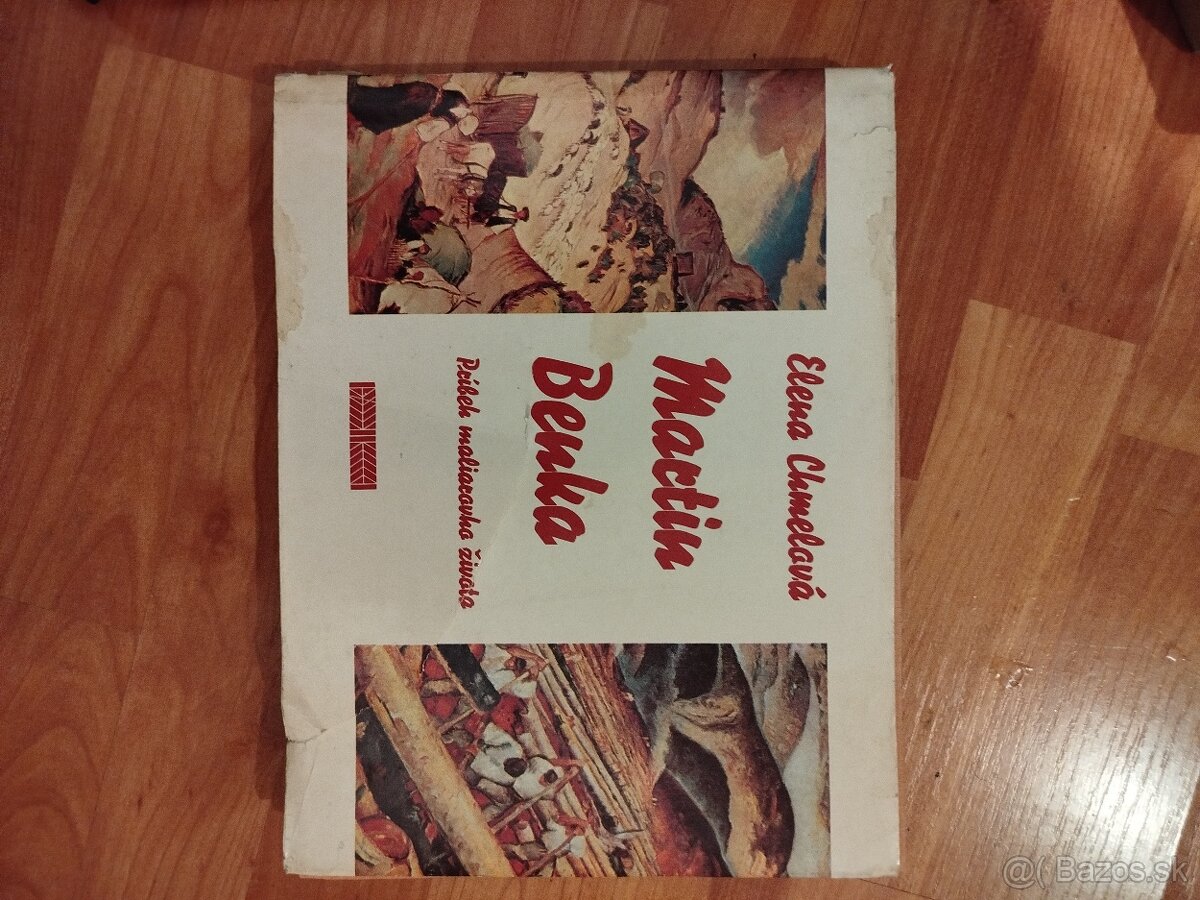 Elena Chmelová
Martin
Benka
Príbeh maliarovho života
@( Bazos.sk